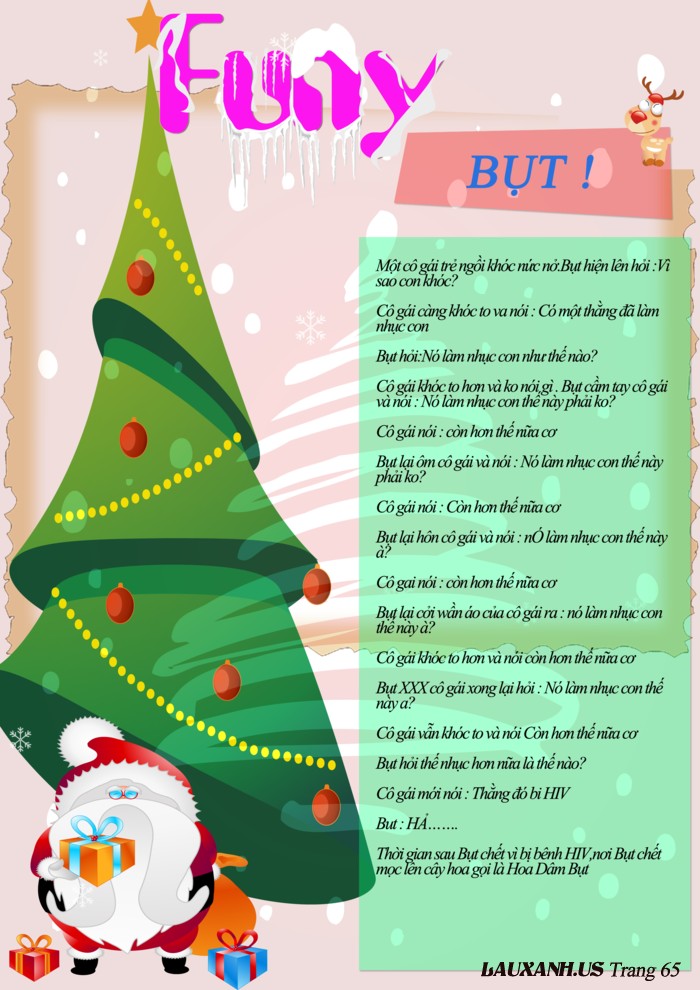 Funy
BỤT !
Một cô gái trẻ ngồi khóc nức nở.Bụt hiện lên hỏi :Vì
sao con khóc?
Cô gái càng khóc to va nói : Có một thằng đã làm
nhục con
Bụt hỏi:Nó làm nhục con như thế nào?
Cô gái khóc to hơn và ko nói gì . Bụt cầm tay cô gái
và nói : Nó làm nhục con thế này phải ko?
Cô gái nói : còn hơn thế nữa cơ
Bụt lại ôm cô gái và nói : Nó làm nhục con thế này
phải ko?
Cô gái nói : Còn hơn thế nữa cơ
Bụt lại hôn cô gái và nói : nÓ làm nhục con thế này
à?
Cô gai nói : còn hơn thế nữa cơ
Bụt lại cởi wần áo của cô gái ra : nó làm nhục con
thế này à?
Cô gái khóc to hơn và nói còn hơn thế nữa cơ
Bụt XXX cô gái xong lại hỏi : Nó làm nhục con thế
này a?
Cô gái vẫn khóc to và nói Còn hơn thế nữa cơ
Bụt hỏi thế nhục hơn nữa là thế nào?
Cô gái mới nói : Thằng đó bi HIV
But : HẢ.......
Thời gian sau Bụt chết vì bị bênh HIV,nơi Bụt chết
mọc lên cây hoa gọi là Hoa Dâm Bụt
LAUXANH.US Trang 65